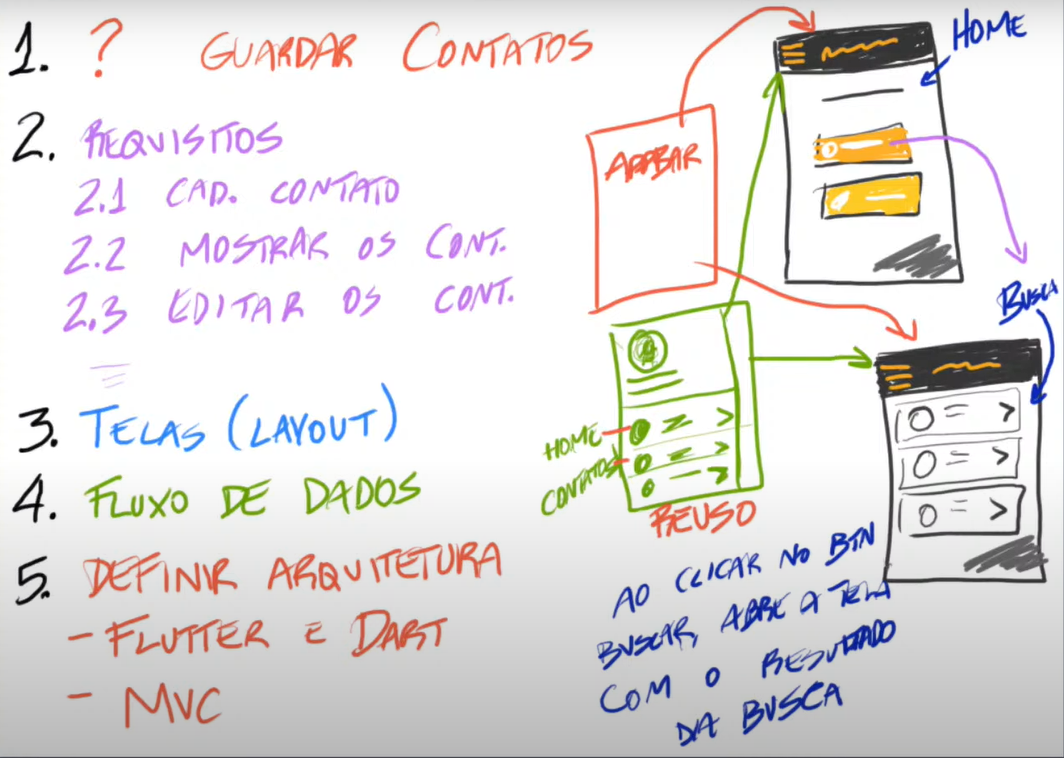 1. ? GUARDAR CONTATOS
2. REQUISITOS
2.1 CAD. CONTATO
2.2 MOSTRAR OS CONT.
2.3 EDITAR OS CONT.
3. TELAS (LAYOUT)
4. FLUXO DE DADOS
5. DEFINIR ARQUITETURA
- FLUTTER E DART
- MVC
HOME
APPBAR
BUSCA
HOME
CONTATOS
REUSO
AO CLICAR NO BTN
BUSCAR, ABRE A TELA
COM O RESULTADO
DA BUSCA